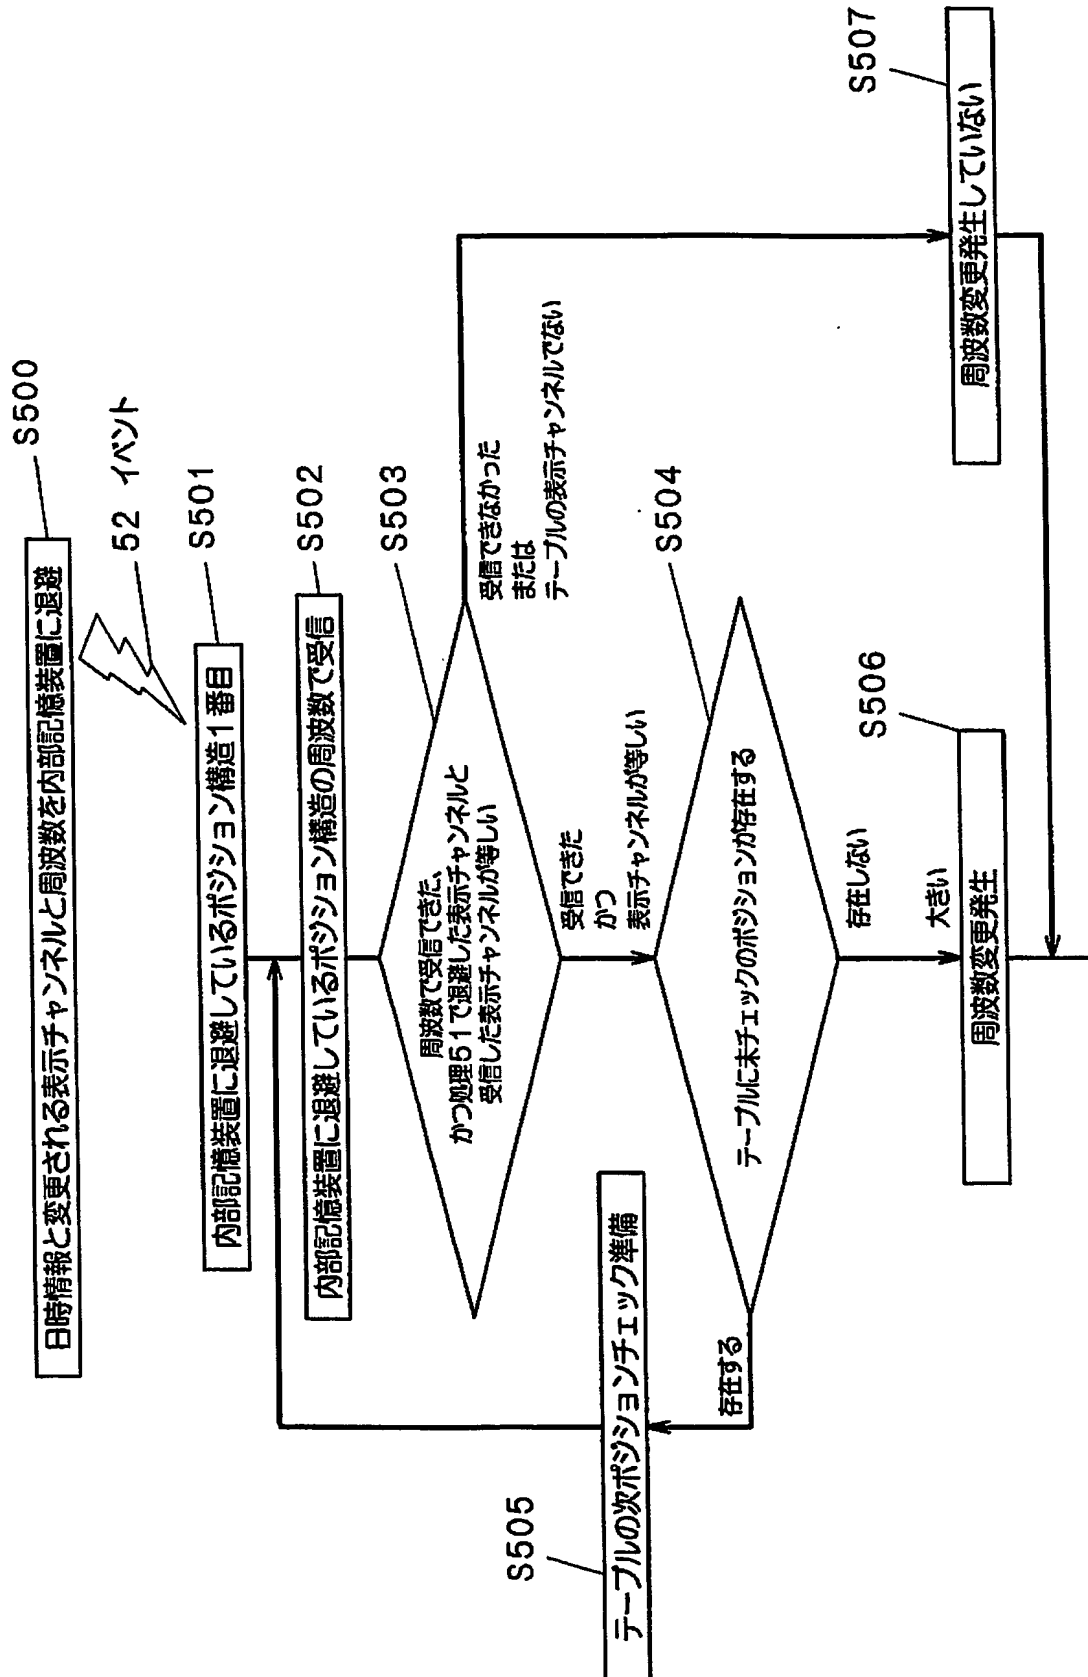 S500
日時情報と変更される表示チャンネルと周波数を内部記憶装置に退避
52 イベント
S501
内部記憶装置に退避しているポジション構造1番目
S502
内部記憶装置に退避しているポジション構造の周波数で受信
S503
周波数で受信できた、
かつ処理51で退避した表示チャンネルと
受信した表示チャンネルが等しい
受信できなかった
または
テーブルの表示チャンネルでない
受信できた
かつ
表示チャンネルが等しい
S504
テーブルに未チェックのポジションが存在する
存在する
S505
テーブルの次ポジションチェック準備
存在しない
大きい
S506
周波数変更発生
S507
周波数変更発生していない